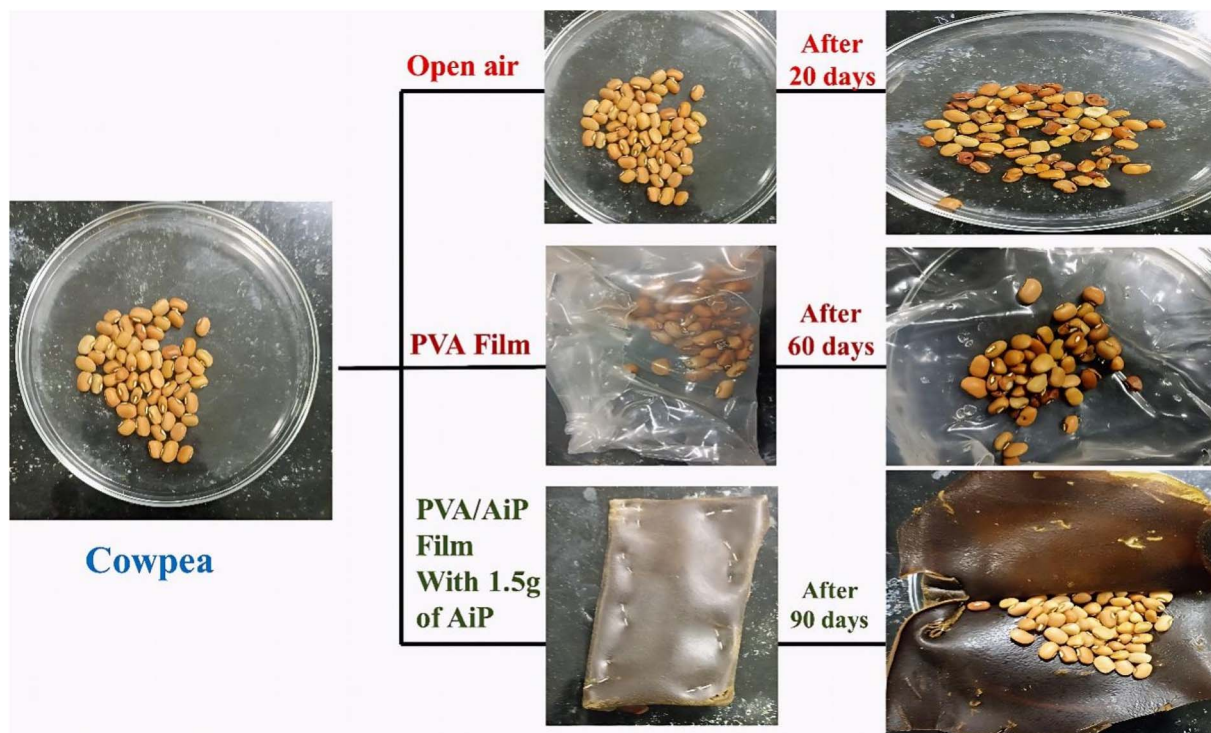 Open air
After
20 days
Cowpea
PVA Film
After
60 days
PVA/AiP
Film
With 1.5g
of AiP
After
90 days